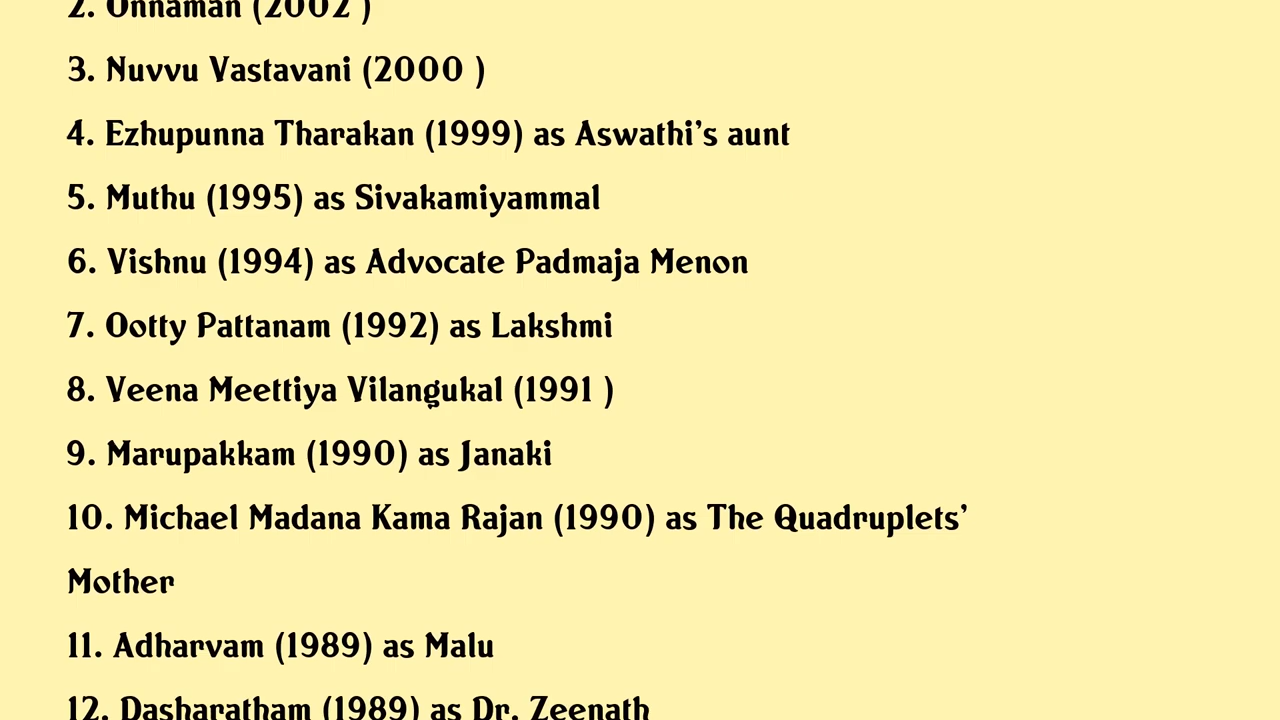 2. Onnaman (2002 )
3. Nuvvu Vastavani (2000 )
4. Ezhupunna Tharakan (1999) as Aswathi's aunt
5. Muthu (1995) as Sivakamiyammal
6. Vishnu (1994) as Advocate Padmaja Menon
7. Ootty Pattanam (1992) as Lakshmi
8. Veena Meettiya Vilangukal (1991 )
9. Marupakkam (1990) as Janaki
10. Michael Madana Kama Rajan (1990) as The Quadruplets'
Mother
11. Adharvam (1989) as Malu
12. Dasharatham (1989) as Dr. Zeenath